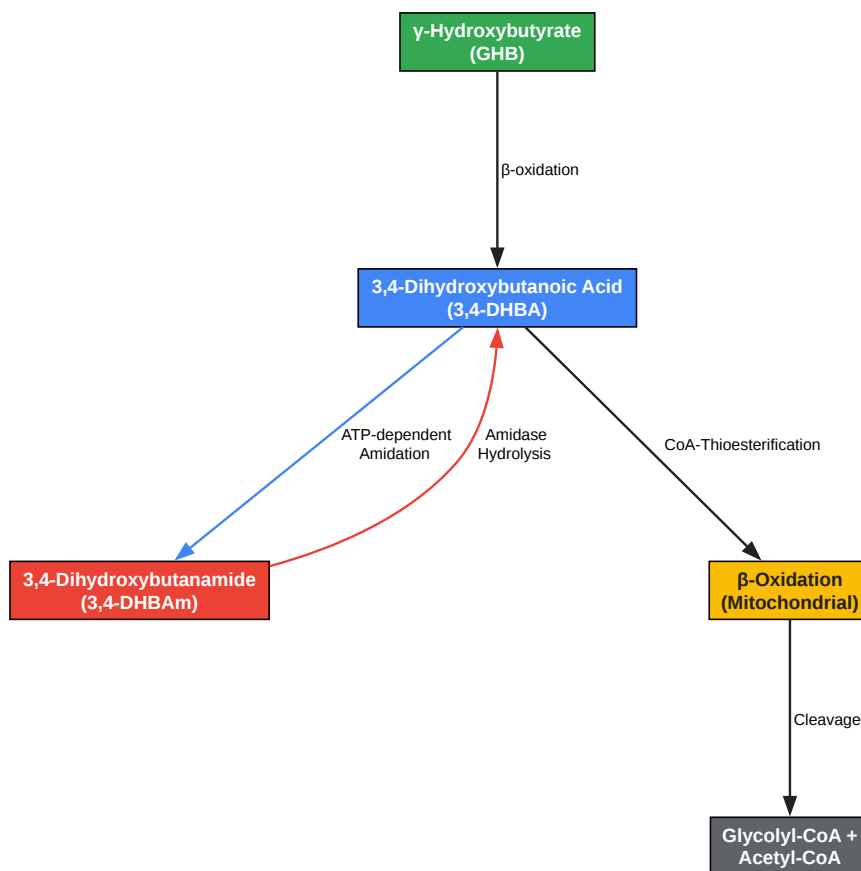 γ-Hydroxybutyrate
(GHB)
β-oxidation
3,4-Dihydroxybutanoic Acid
(3,4-DHBA)
ATP-dependent
Amidation
Amidase
Hydrolysis
CoA-Thioesterification
3,4-Dihydroxybutanamide
(3,4-DHBAm)
β-Oxidation
(Mitochondrial)
Cleavage
Glycolyl-CoA +
Acetyl-CoA